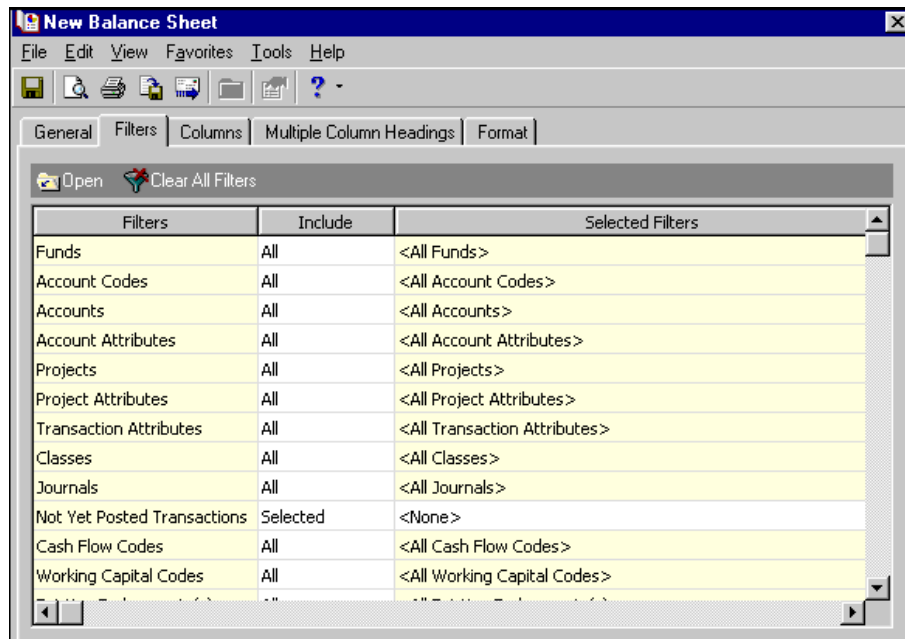 New Balance Sheet
File Edit View Favorites Tools Help
General Filters Columns Multiple Column Headings Format
Open Clear All Filters
Filters Include Selected Filters
Funds All <All Funds>
Account Codes All <All Account Codes>
Accounts All <All Accounts>
Account Attributes All <All Account Attributes>
Projects All <All Projects>
Project Attributes All <All Project Attributes>
Transaction Attributes All <All Transaction Attributes>
Classes All <All Classes>
Journals All <All Journals>
Not Yet Posted Transactions Selected <None>
Cash Flow Codes All <All Cash Flow Codes>
Working Capital Codes All <All Working Capital Codes>